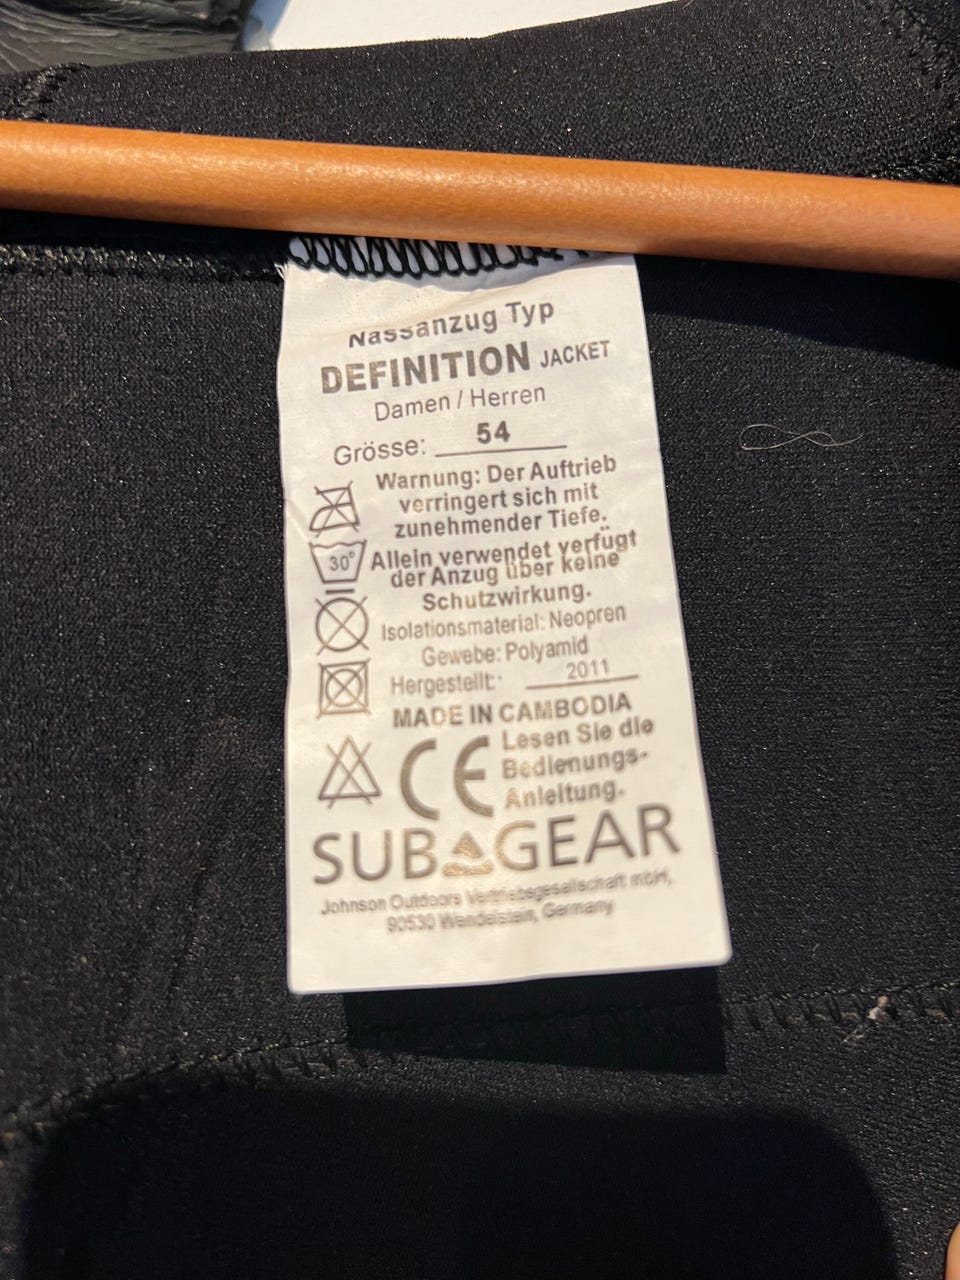 Nassanzug Typ
DEFINITION JACKET
Damen / Herren
Grösse: 54
Warnung: Der Auftrieb
verringert sich mit
zunehmender Tiefe.
30° Allein verwendet verfügt
der Anzug über keine
Schutzwirkung.
Isolationsmaterial: Neopren
Gewebe: Polyamid
Hergestellt: 2011
MADE IN CAMBODIA
CE Lesen Sie die
Bedienungs-
Anleitung.
SUBGEAR
Johnson Outdoors Vertriebsgesellschaft mbH,
90530 Wendelstein, Germany